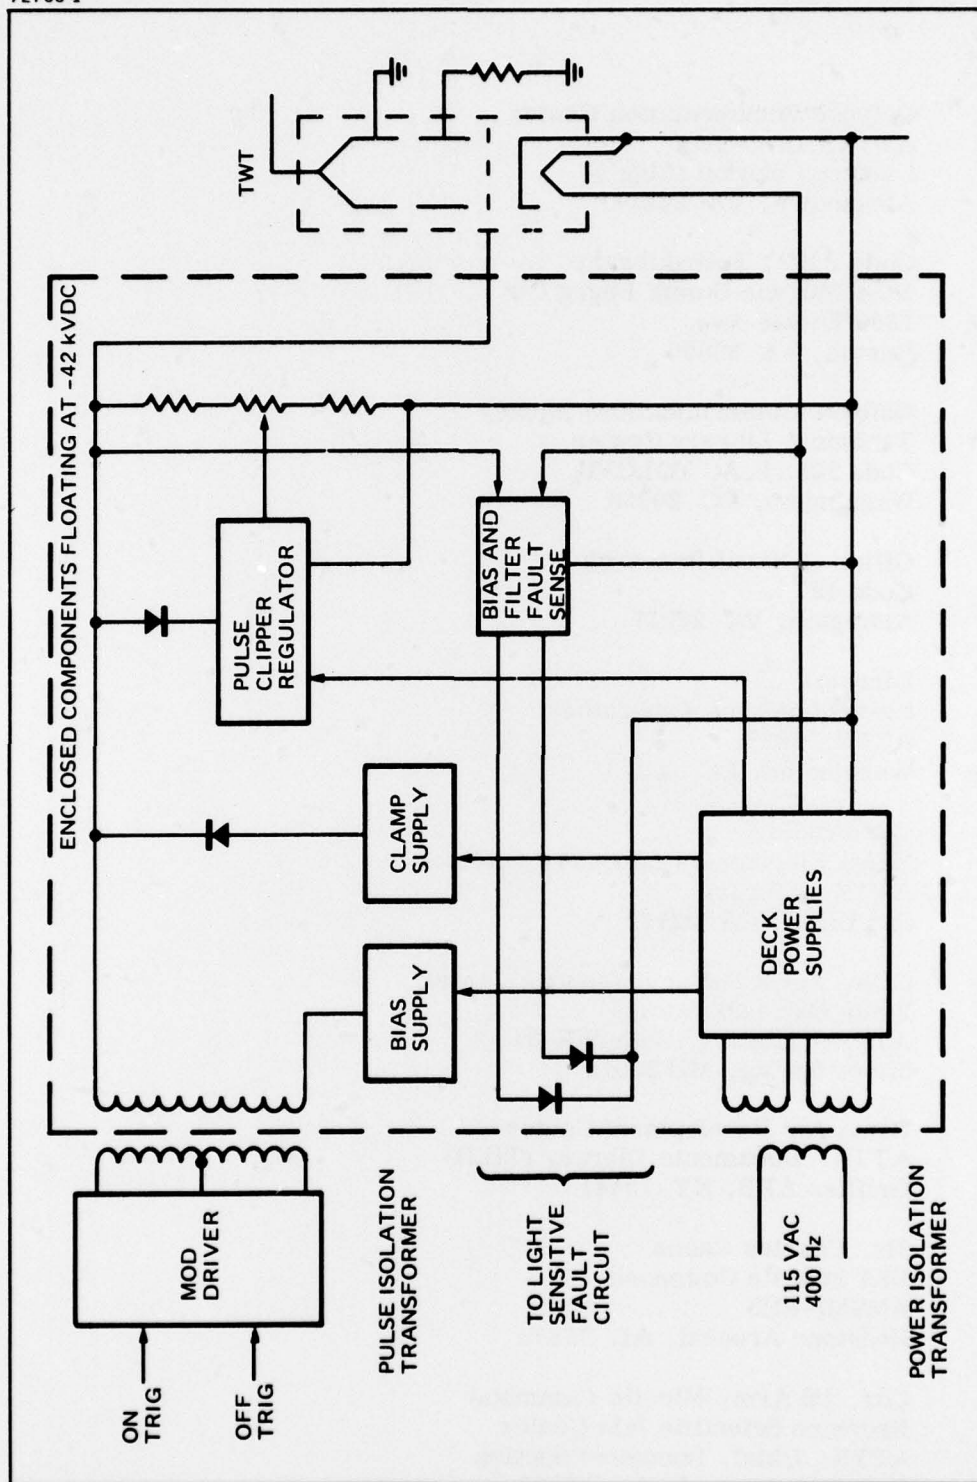 ON
TRIG
OFF
TRIG
MOD
DRIVER
PULSE ISOLATION
TRANSFORMER
TO LIGHT
SENSITIVE
FAULT
CIRCUIT
115 VAC
400 Hz
POWER ISOLATION
TRANSFORMER
ENCLOSED COMPONENTS FLOATING AT -42 kVDC
BIAS
SUPPLY
CLAMP
SUPPLY
PULSE
CLIPPER
REGULATOR
BIAS AND
FILTER
FAULT
SENSE
DECK
POWER
SUPPLIES
TWT